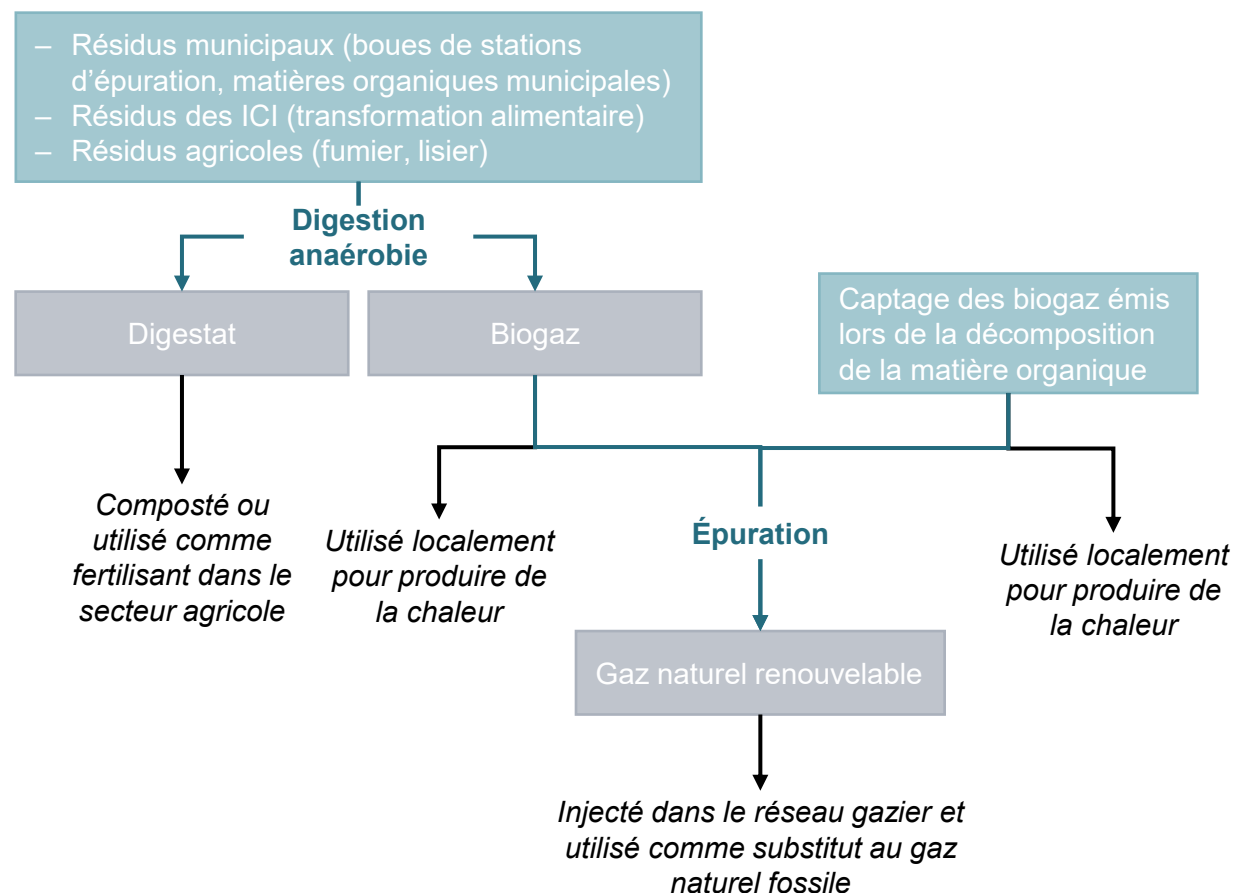 – Résidus municipaux (boues de stations
d’épuration, matières organiques municipales)
– Résidus des ICI (transformation alimentaire)
– Résidus agricoles (fumier, lisier)
Digestion
anaérobie
Digestat
Biogaz
Captage des biogaz émis
lors de la décomposition
de la matière organique
Composté ou
utilisé comme
fertilisant dans le
secteur agricole
Utilisé localement
pour produire de
la chaleur
Épuration
Utilisé localement
pour produire de
la chaleur
Gaz naturel renouvelable
Injecté dans le réseau gazier et
utilisé comme substitut au gaz
naturel fossile